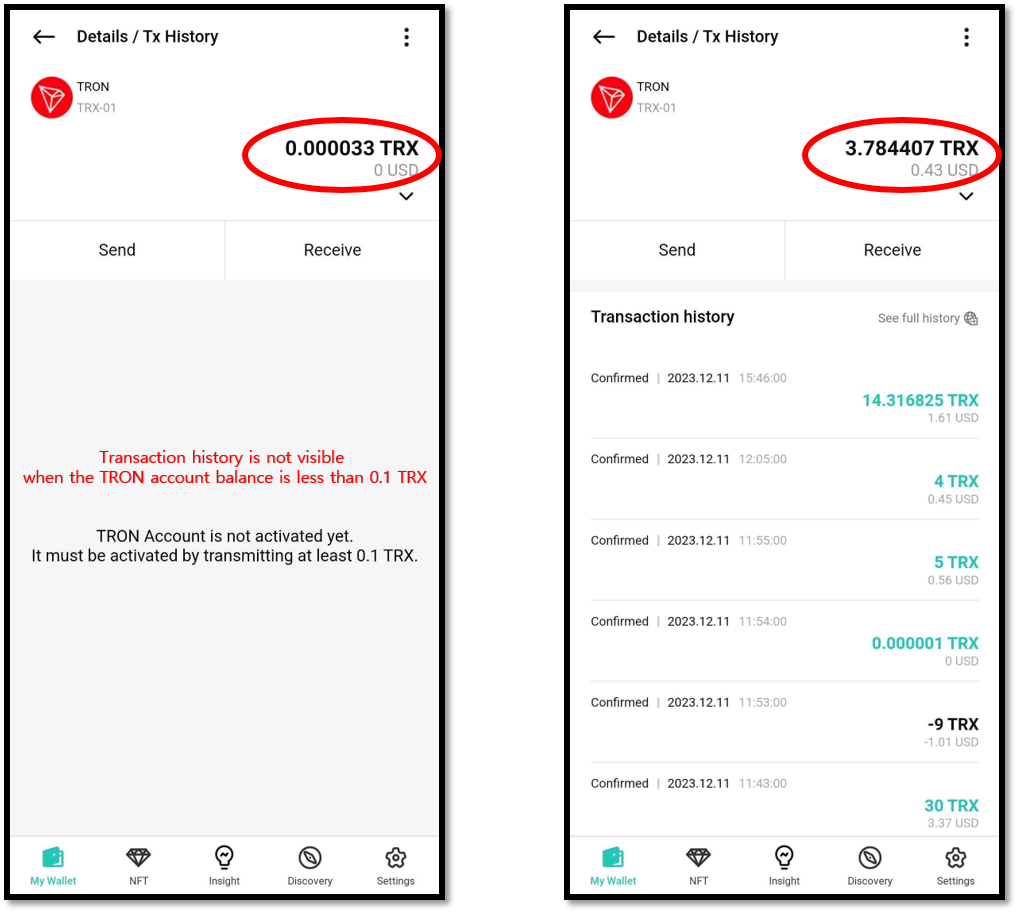 Details / Tx History
TRON
TRX-01
0.000033 TRX
0 USD
Send
Receive
Transaction history is not visible
when the TRON account balance is less than 0.1 TRX
TRON Account is not activated yet.
It must be activated by transmitting at least 0.1 TRX.
My Wallet
NFT
Insight
Discovery
Settings
Details / Tx History
TRON
TRX-01
3.784407 TRX
0.43 USD
Send
Receive
Transaction history
See full history
Confirmed | 2023.12.11 15:46:00
14.316825 TRX
1.61 USD
Confirmed | 2023.12.11 12:05:00
4 TRX
0.45 USD
Confirmed | 2023.12.11 11:55:00
5 TRX
0.56 USD
Confirmed | 2023.12.11 11:54:00
0.000001 TRX
0 USD
Confirmed | 2023.12.11 11:53:00
-9 TRX
-1.01 USD
Confirmed | 2023.12.11 11:43:00
30 TRX
3.37 USD
My Wallet
NFT
Insight
Discovery
Settings